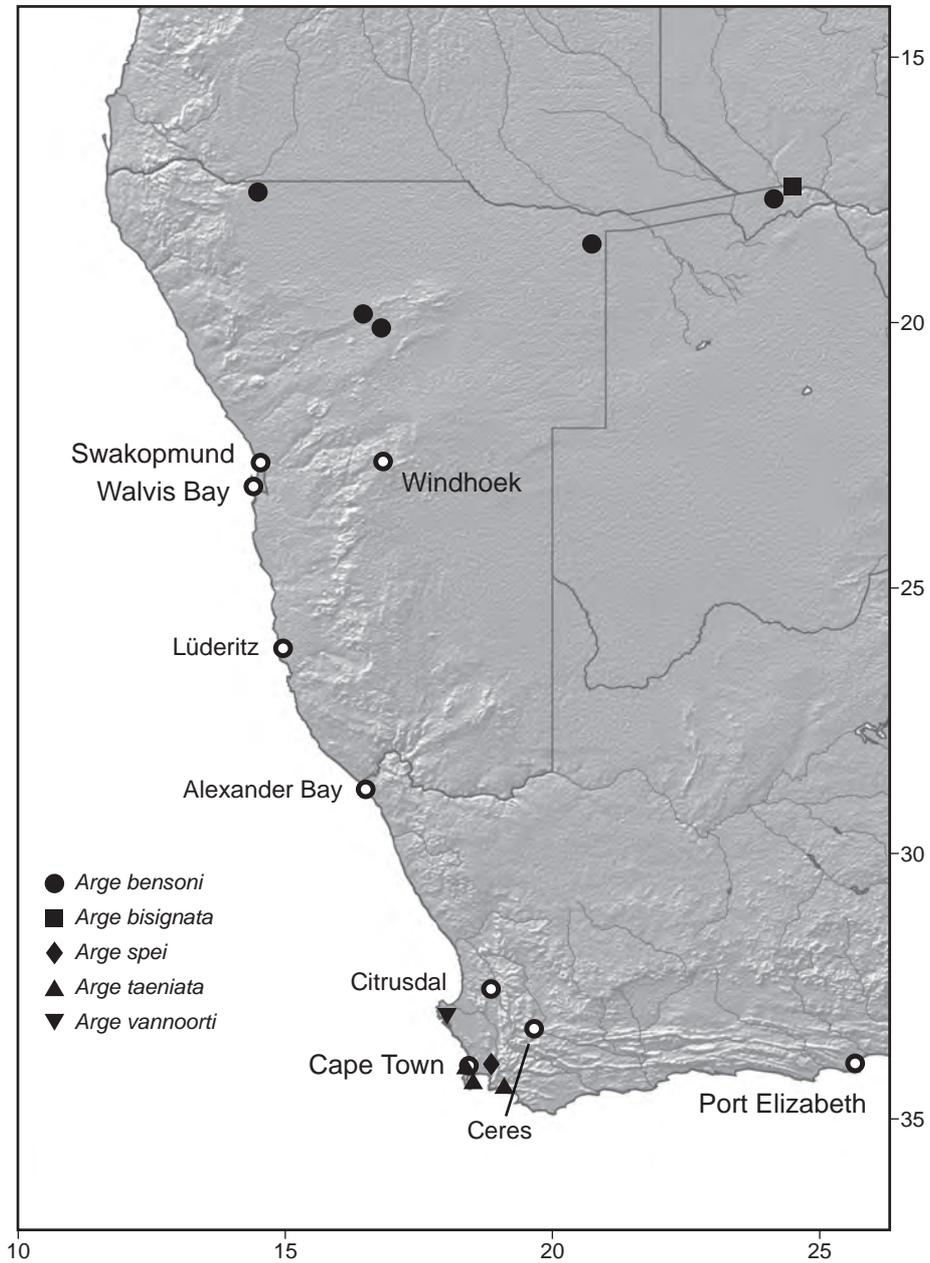 15
20
Swakopmund
Walvis Bay
Windhoek
25
Lüderitz
Alexander Bay
30
Arge bensoni
Arge bisignata
Arge spei
Arge taeniata
Arge vannoorti
Citrusdal
Cape Town
Port Elizabeth
Ceres
35
10
15
20
25